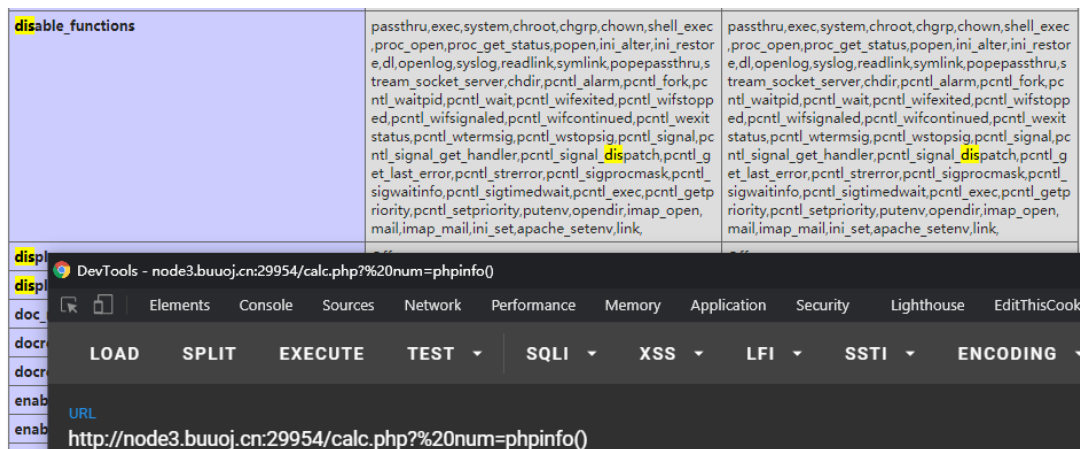 disable_functions
passthru,exec,system,chroot,chgrp,chown,shell_exec
,proc_open,proc_get_status,popen,ini_alter,ini_restor
e,dl,openlog,syslog,readlink,symlink,popepassthru,s
tream_socket_server,chdir,pcntl_alarm,pcntl_fork,pc
ntl_waitpid,pcntl_wait,pcntl_wifexited,pcntl_wifstopp
ed,pcntl_wifsignaled,pcntl_wifcontinued,pcntl_wexit
status,pcntl_wtermsig,pcntl_wstopsig,pcntl_signal,pc
ntl_signal_get_handler,pcntl_signal_dispatch,pcntl_g
et_last_error,pcntl_strerror,pcntl_sigprocmask,pcntl_
sigwaitinfo,pcntl_sigtimedwait,pcntl_exec,pcntl_getp
riority,pcntl_setpriority,putenv,opendir,imap_open,
mail,imap_mail,ini_set,apache_setenv,link,
passthru,exec,system,chroot,chgrp,chown,shell_exec
,proc_open,proc_get_status,popen,ini_alter,ini_restor
e,dl,openlog,syslog,readlink,symlink,popepassthru,s
tream_socket_server,chdir,pcntl_alarm,pcntl_fork,pc
ntl_waitpid,pcntl_wait,pcntl_wifexited,pcntl_wifstopp
ed,pcntl_wifsignaled,pcntl_wifcontinued,pcntl_wexit
status,pcntl_wtermsig,pcntl_wstopsig,pcntl_signal,pc
ntl_signal_get_handler,pcntl_signal_dispatch,pcntl_g
et_last_error,pcntl_strerror,pcntl_sigprocmask,pcntl_
sigwaitinfo,pcntl_sigtimedwait,pcntl_exec,pcntl_getp
riority,pcntl_setpriority,putenv,opendir,imap_open,
mail,imap_mail,ini_set,apache_setenv,link,
displ
displ
doc_
docr
docr
enab
enab
DevTools - node3.buuoj.cn:29954/calc.php?%20num=phpinfo()
Elements Console Sources Network Performance Memory Application Security Lighthouse EditThisCook
LOAD SPLIT EXECUTE TEST SQLI XSS LFI SSTI ENCODING
URL
http://node3.buuoj.cn:29954/calc.php?%20num=phpinfo()